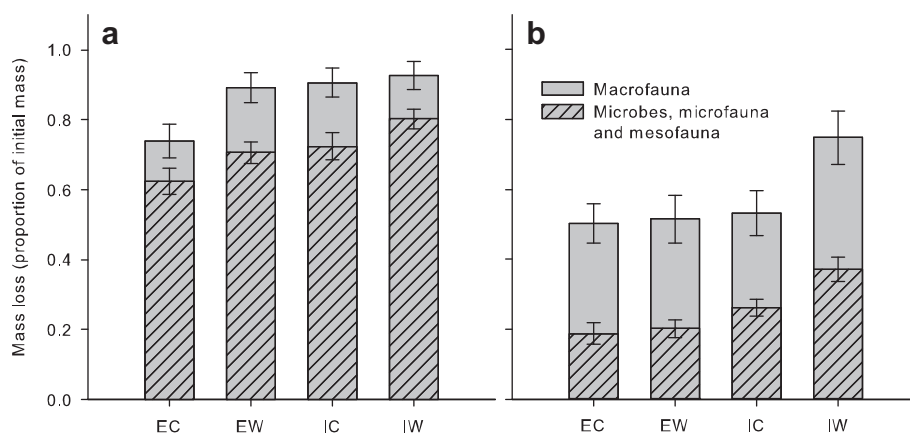 a
b
1.0
0.8
0.6
0.4
0.2
0.0
Mass loss (proportion of initial mass)
Macrofauna
Microbes, microfauna
and mesofauna
EC EW IC IW
EC EW IC IW